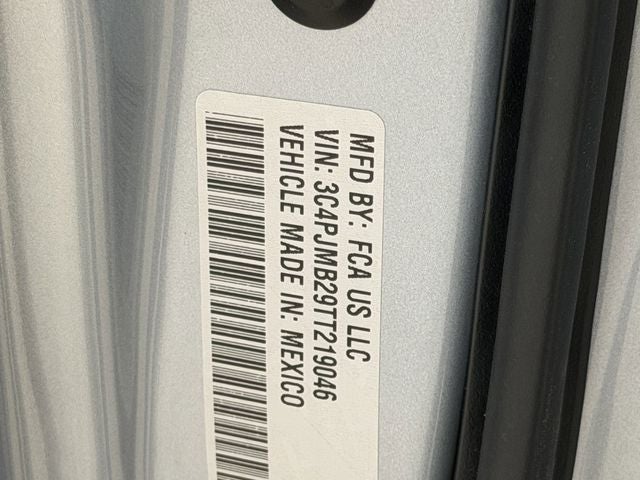 MFD BY: FCA US LLC
VIN: 3C4PJMB29TT219046
VEHICLE MADE IN: MEXICO